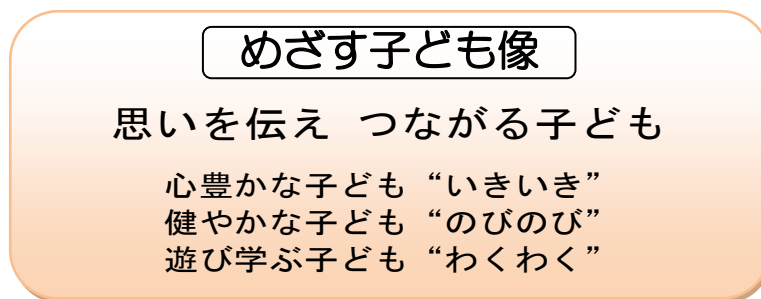 めざす子ども像
思いを伝え つながる子ども
心豊かな子ども“いきいき”
健やかな子ども“のびのび”
遊び学ぶ子ども“わくわく”